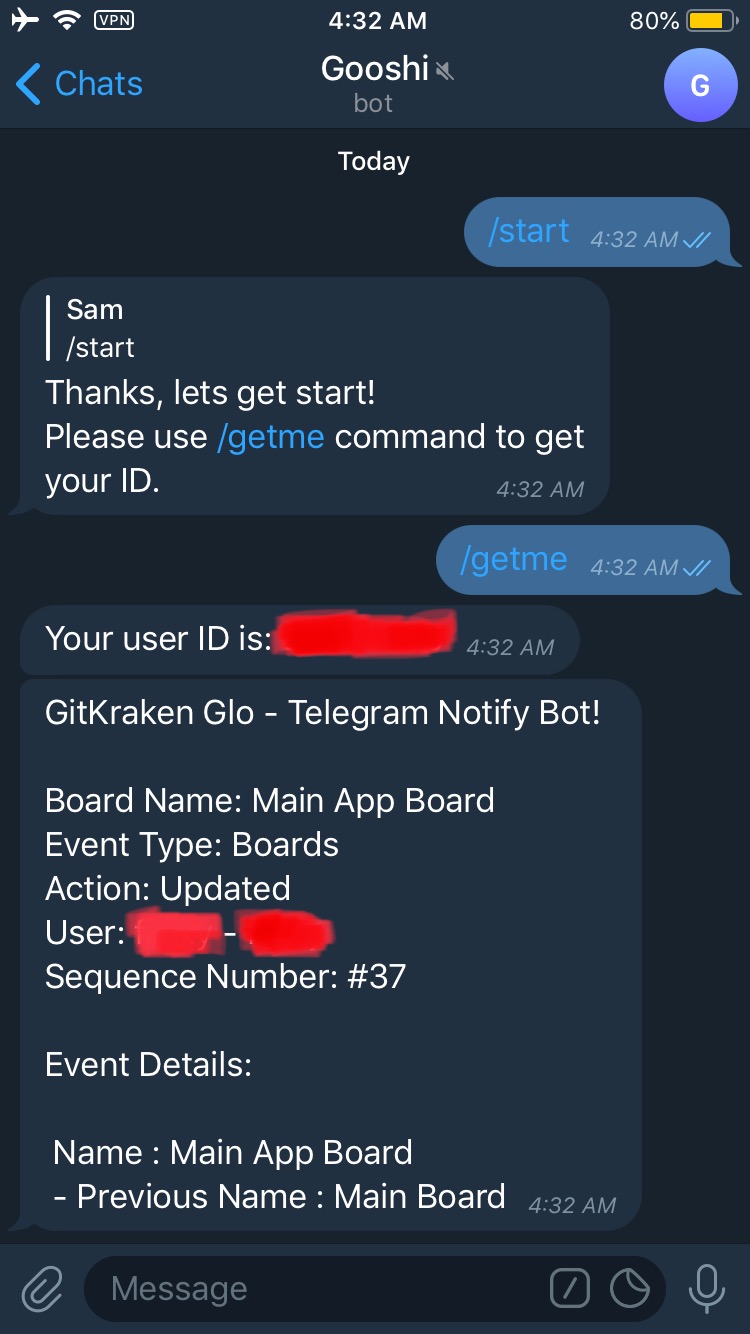 VPN
4:32 AM
80%
Chats
Gooshi
bot
G
Today
/start 4:32 AM
Sam
/start
Thanks, lets get start!
Please use /getme command to get
your ID.
4:32 AM
/getme 4:32 AM
Your user ID is: 4:32 AM
GitKraken Glo - Telegram Notify Bot!
Board Name: Main App Board
Event Type: Boards
Action: Updated
User: -
Sequence Number: #37
Event Details:
Name : Main App Board
- Previous Name : Main Board 4:32 AM
Message